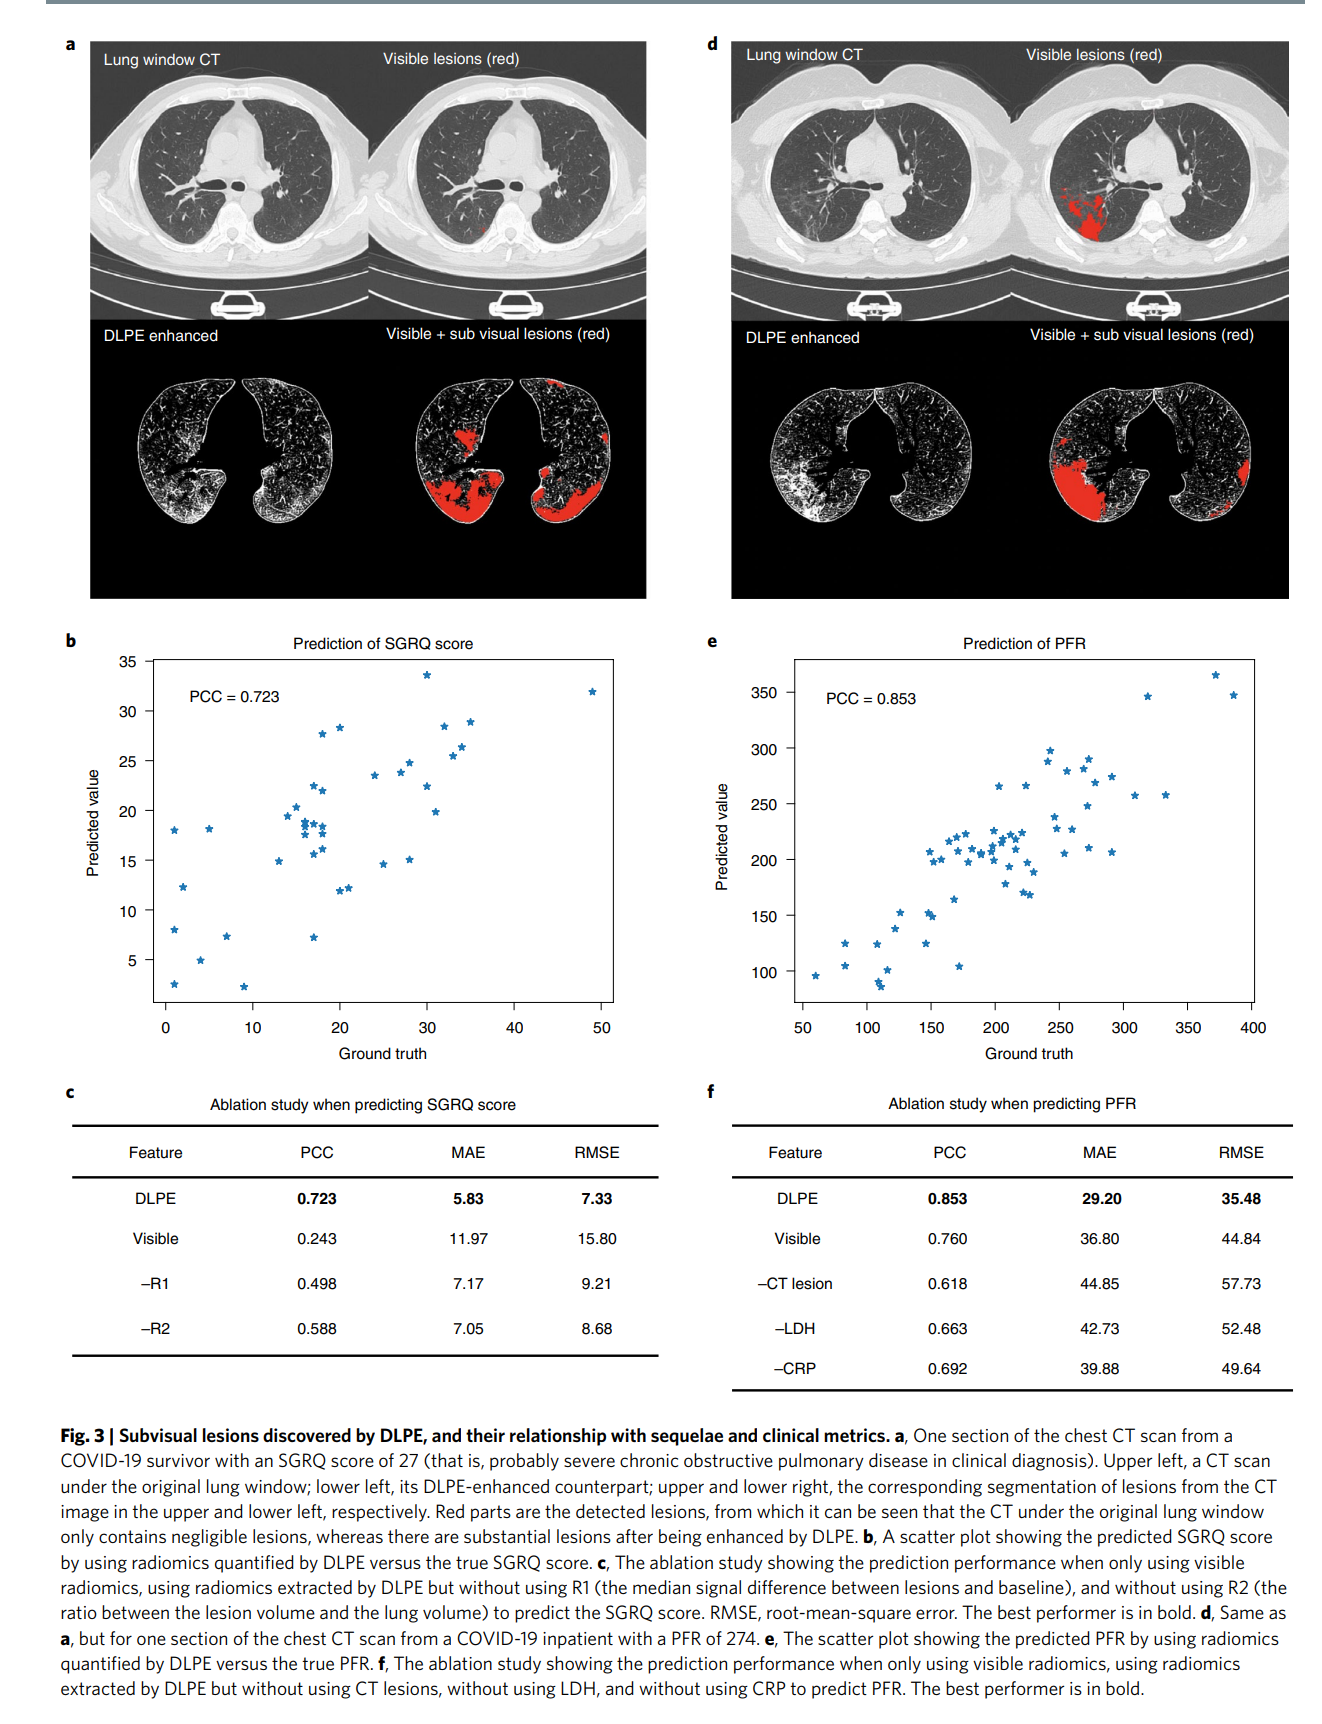 a
Lung window CT
Visible lesions (red)
DLPE enhanced
Visible + sub visual lesions (red)
d
Lung window CT
Visible lesions (red)
DLPE enhanced
Visible + sub visual lesions (red)
b
Prediction of SGRQ score
PCC = 0.723
Predicted value
35
30
25
20
15
10
5
0 10 20 30 40 50
Ground truth
e
Prediction of PFR
PCC = 0.853
Predicted value
350
300
250
200
150
100
50 100 150 200 250 300 350 400
Ground truth
c
Ablation study when predicting SGRQ score
Feature PCC MAE RMSE
DLPE 0.723 5.83 7.33
Visible 0.243 11.97 15.80
–R1 0.498 7.17 9.21
–R2 0.588 7.05 8.68
f
Ablation study when predicting PFR
Feature PCC MAE RMSE
DLPE 0.853 29.20 35.48
Visible 0.760 36.80 44.84
–CT lesion 0.618 44.85 57.73
–LDH 0.663 42.73 52.48
–CRP 0.692 39.88 49.64
Fig. 3 | Subvisual lesions discovered by DLPE, and their relationship with sequelae and clinical metrics. a, One section of the chest CT scan from a
COVID-19 survivor with an SGRQ score of 27 (that is, probably severe chronic obstructive pulmonary disease in clinical diagnosis). Upper left, a CT scan
under the original lung window; lower left, its DLPE-enhanced counterpart; upper and lower right, the corresponding segmentation of lesions from the CT
image in the upper and lower left, respectively. Red parts are the detected lesions, from which it can be seen that the CT under the original lung window
only contains negligible lesions, whereas there are substantial lesions after being enhanced by DLPE. b, A scatter plot showing the predicted SGRQ score
by using radiomics quantified by DLPE versus the true SGRQ score. c, The ablation study showing the prediction performance when only using visible
radiomics, using radiomics extracted by DLPE but without using R1 (the median signal difference between lesions and baseline), and without using R2 (the
ratio between the lesion volume and the lung volume) to predict the SGRQ score. RMSE, root-mean-square error. The best performer is in bold. d, Same as
a, but for one section of the chest CT scan from a COVID-19 inpatient with a PFR of 274. e, The scatter plot showing the predicted PFR by using radiomics
quantified by DLPE versus the true PFR. f, The ablation study showing the prediction performance when only using visible radiomics, using radiomics
extracted by DLPE but without using CT lesions, without using LDH, and without using CRP to predict PFR. The best performer is in bold.